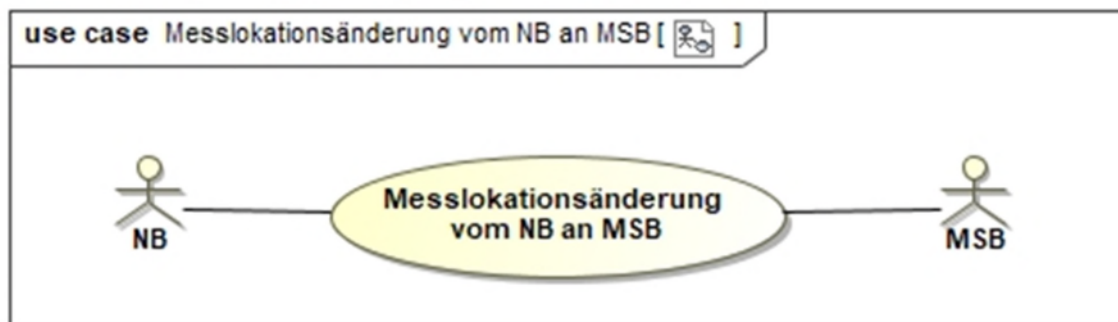 use case Messlokationsänderung vom NB an MSB [ ]
Messlokationsänderung
vom NB an MSB
NB
MSB